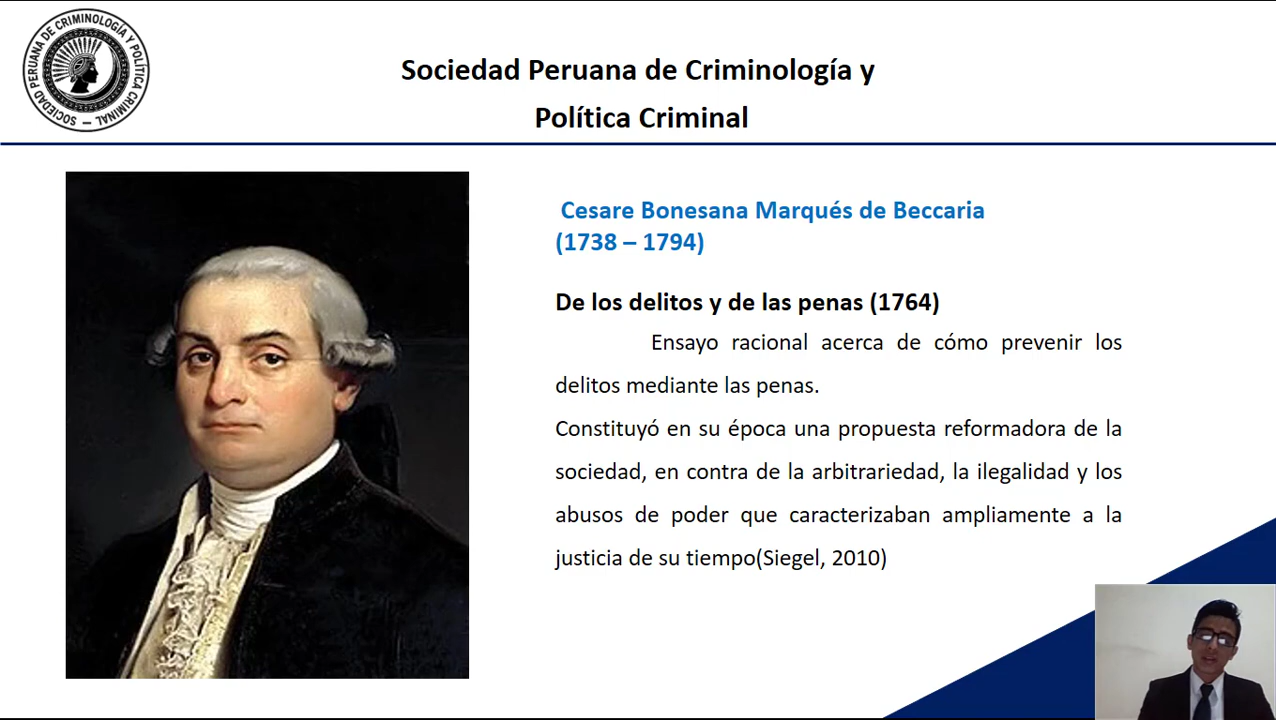 SOCIEDAD PERUANA DE CRIMINOLOGÍA Y POLÍTICA CRIMINAL —
Sociedad Peruana de Criminología y
Política Criminal
Cesare Bonesana Marqués de Beccaria
(1738 – 1794)
De los delitos y de las penas (1764)
Ensayo racional acerca de cómo prevenir los
delitos mediante las penas.
Constituyó en su época una propuesta reformadora de la
sociedad, en contra de la arbitrariedad, la ilegalidad y los
abusos de poder que caracterizaban ampliamente a la
justicia de su tiempo(Siegel, 2010)